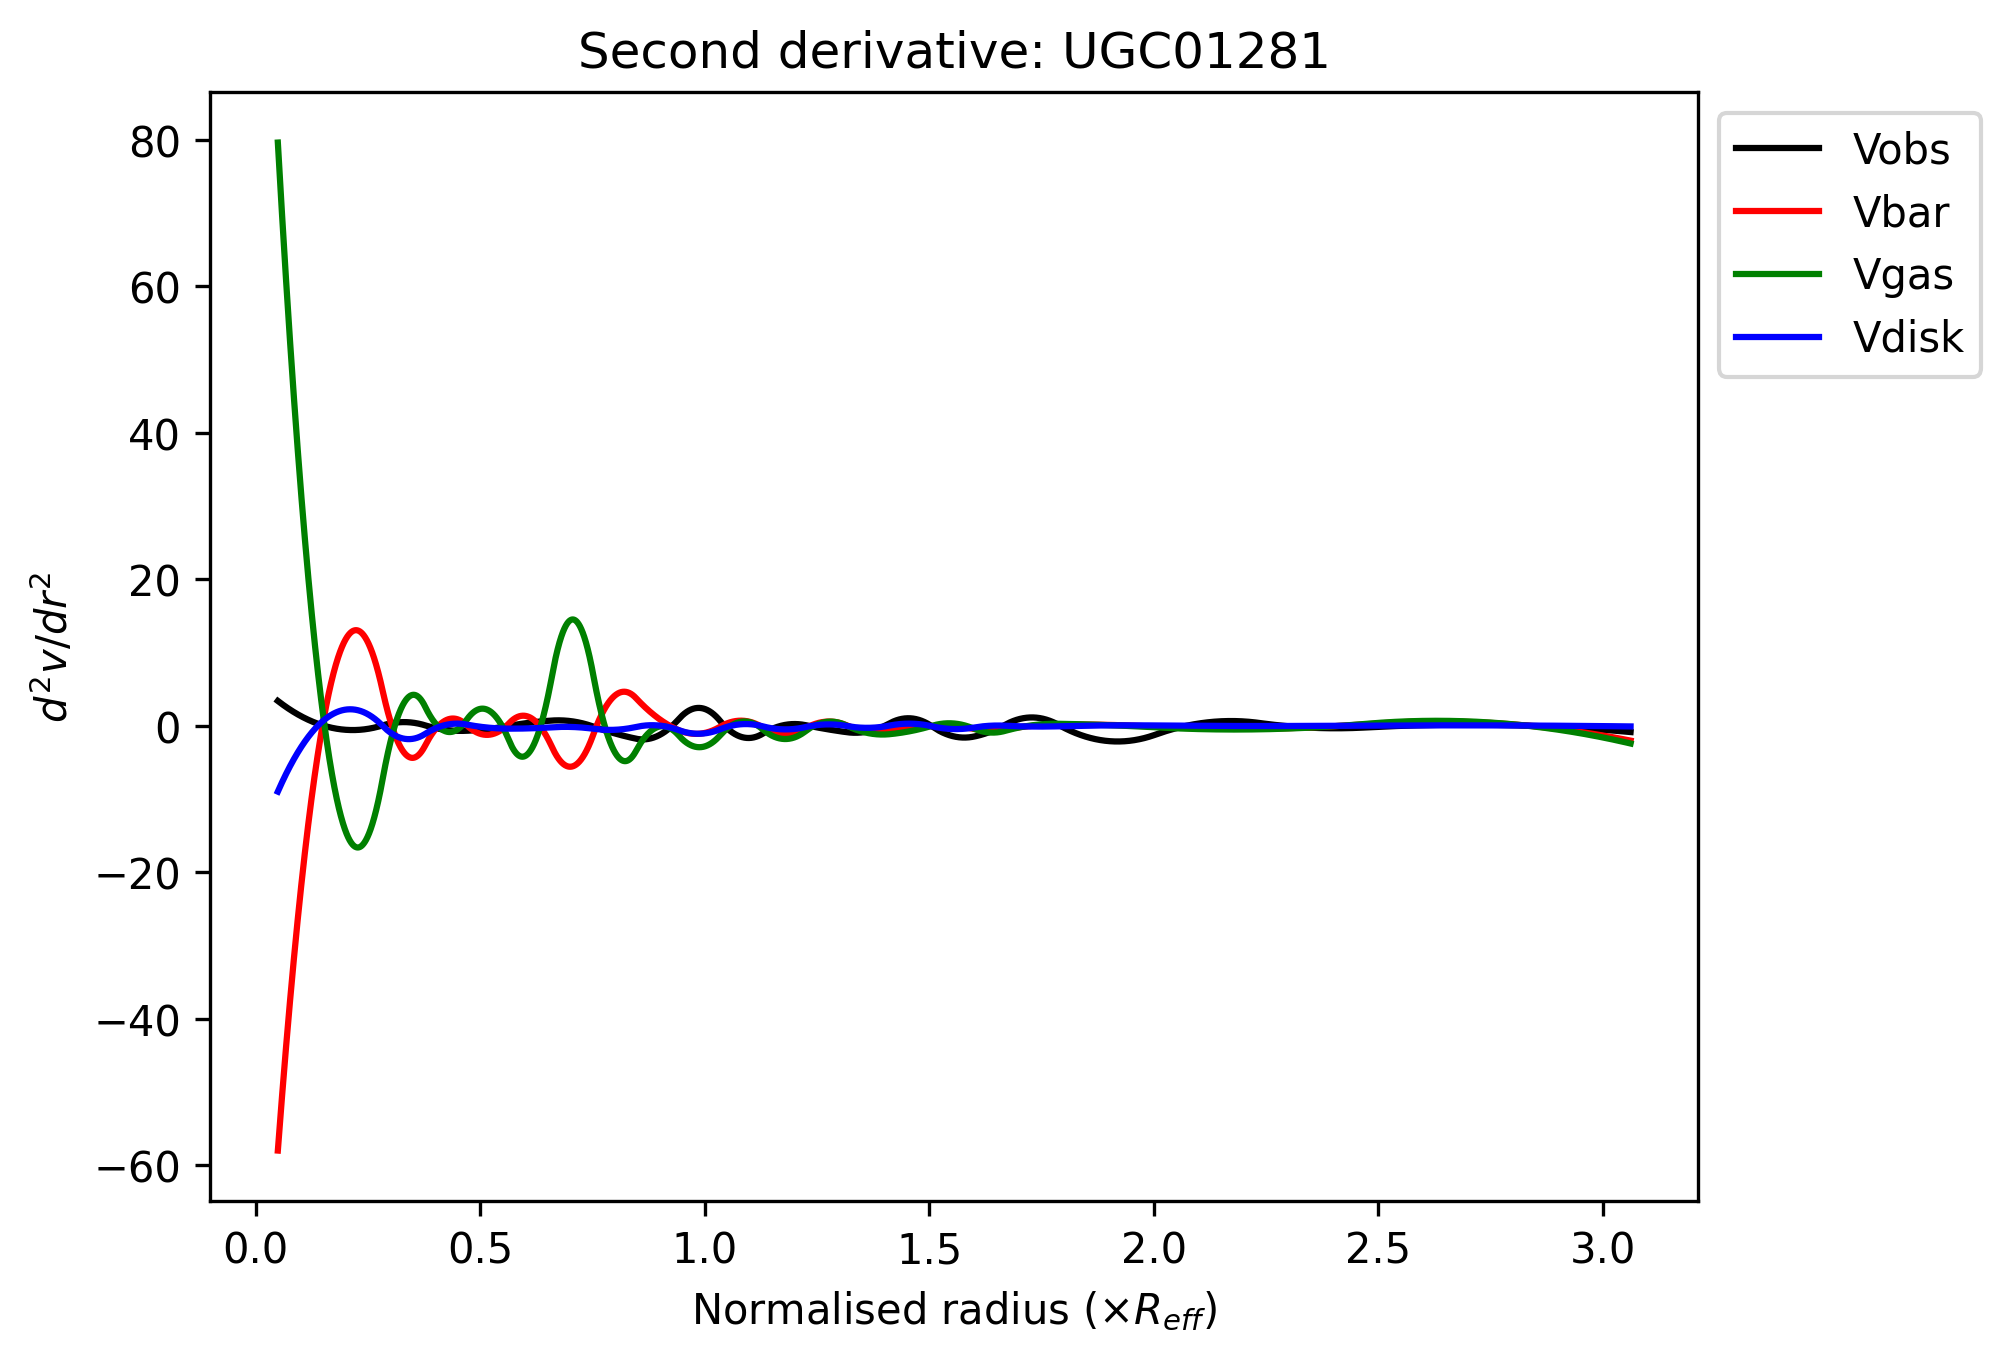 Second derivative: UGC01281
80
60
40
20
0
−20
−40
−60
d²v/dr²
0.0 0.5 1.0 1.5 2.0 2.5 3.0
Normalised radius (×R_eff)
Vobs
Vbar
Vgas
Vdisk